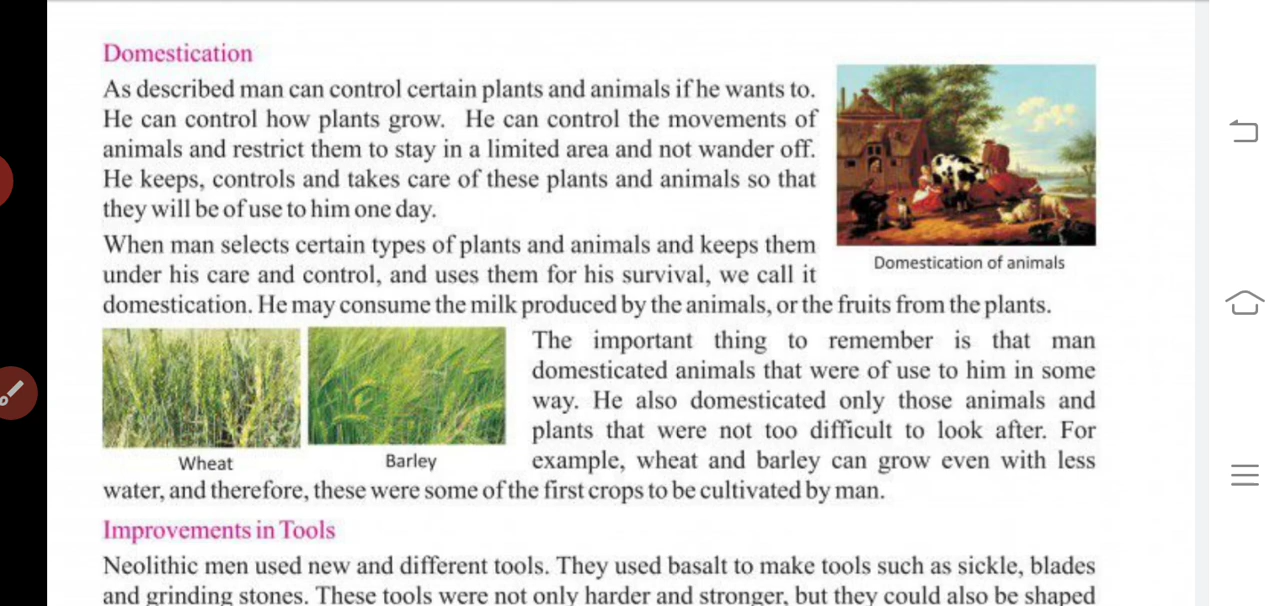 Domestication
As described man can control certain plants and animals if he wants to.
He can control how plants grow. He can control the movements of
animals and restrict them to stay in a limited area and not wander off.
He keeps, controls and takes care of these plants and animals so that
they will be of use to him one day.
When man selects certain types of plants and animals and keeps them
under his care and control, and uses them for his survival, we call it
Domestication of animals
domestication. He may consume the milk produced by the animals, or the fruits from the plants.
The important thing to remember is that man
domesticated animals that were of use to him in some
way. He also domesticated only those animals and
plants that were not too difficult to look after. For
Wheat
Barley
example, wheat and barley can grow even with less
water, and therefore, these were some of the first crops to be cultivated by man.
Improvements in Tools
Neolithic men used new and different tools. They used basalt to make tools such as sickle, blades
and grinding stones. These tools were not only harder and stronger, but they could also be shaped